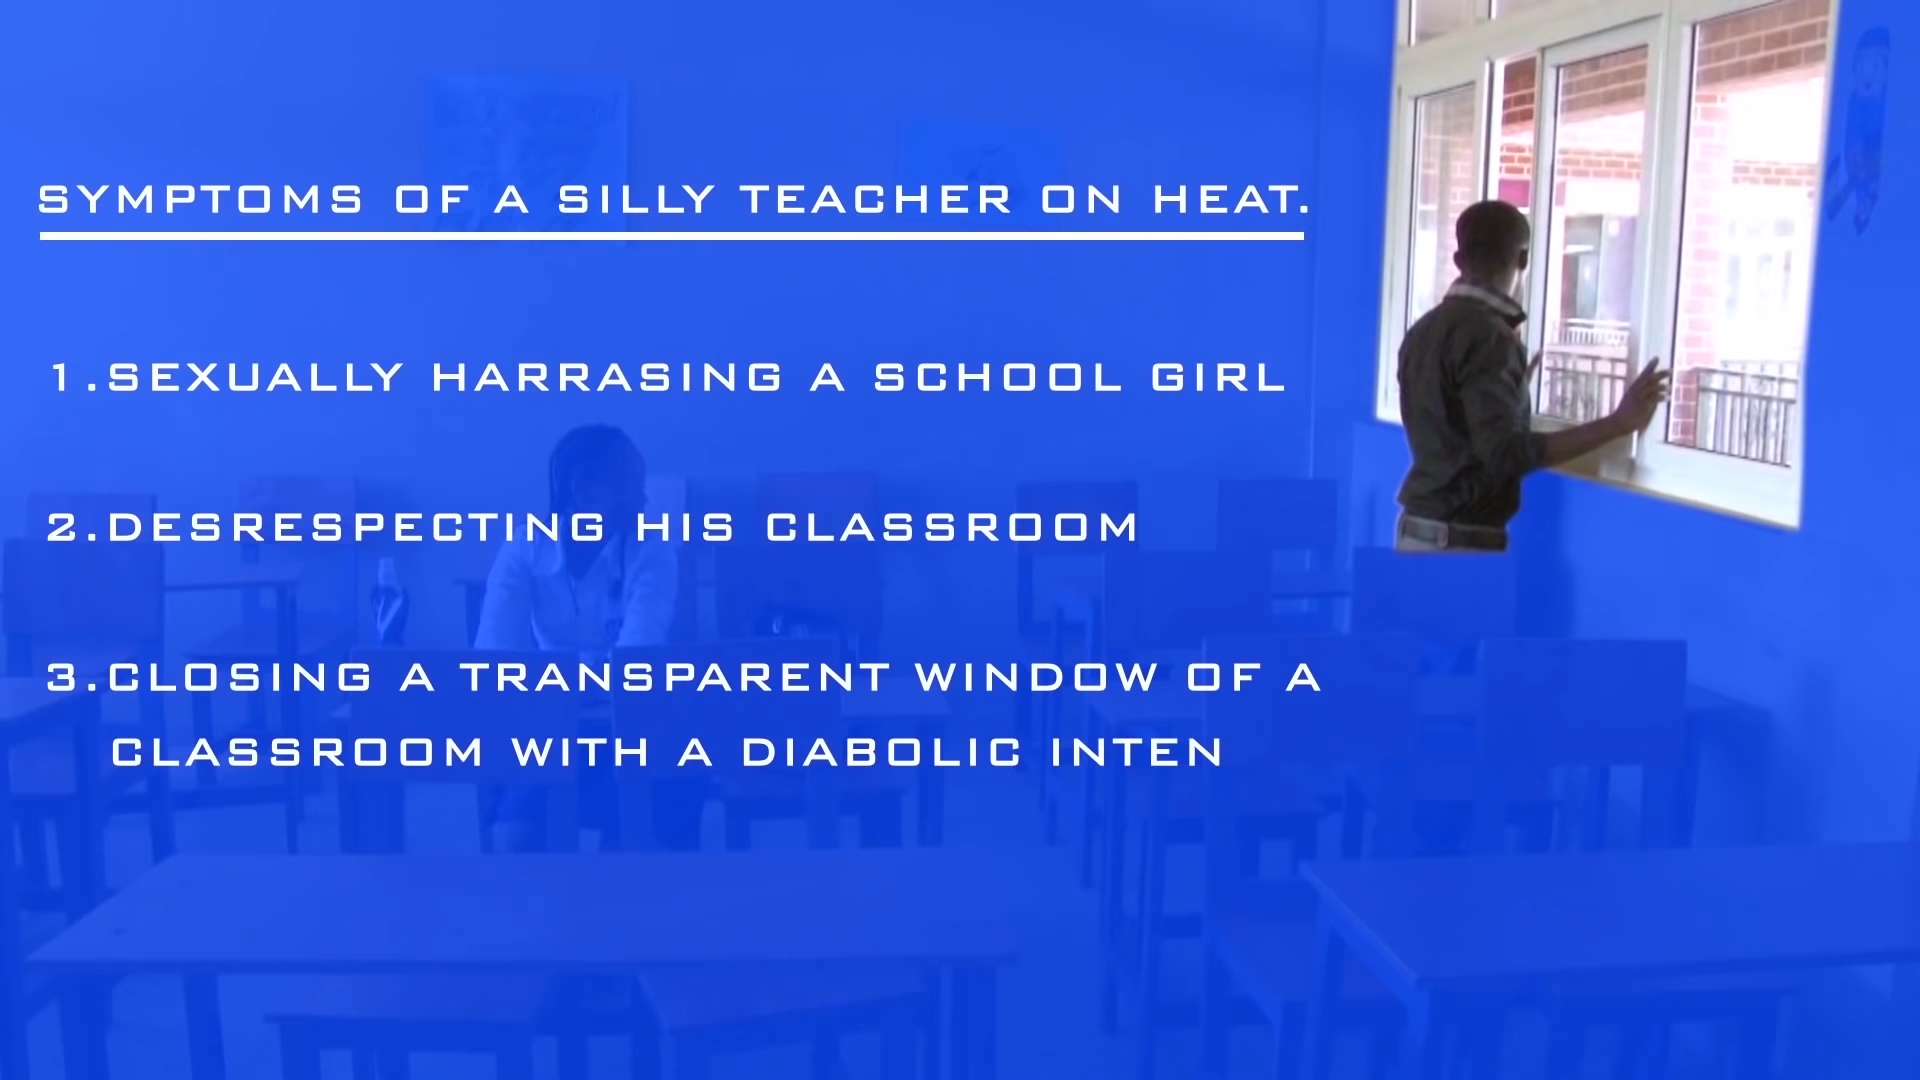 SYMPTOMS OF A SILLY TEACHER ON HEAT.
1.SEXUALLY HARRASING A SCHOOL GIRL
2.DESRESPECTING HIS CLASSROOM
3.CLOSING A TRANSPARENT WINDOW OF A
CLASSROOM WITH A DIABOLIC INTEN